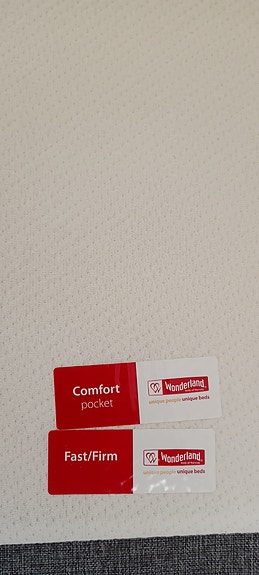 Comfort
pocket
Wonderland
unique people unique beds
Fast/Firm
Wonderland
unique people unique beds